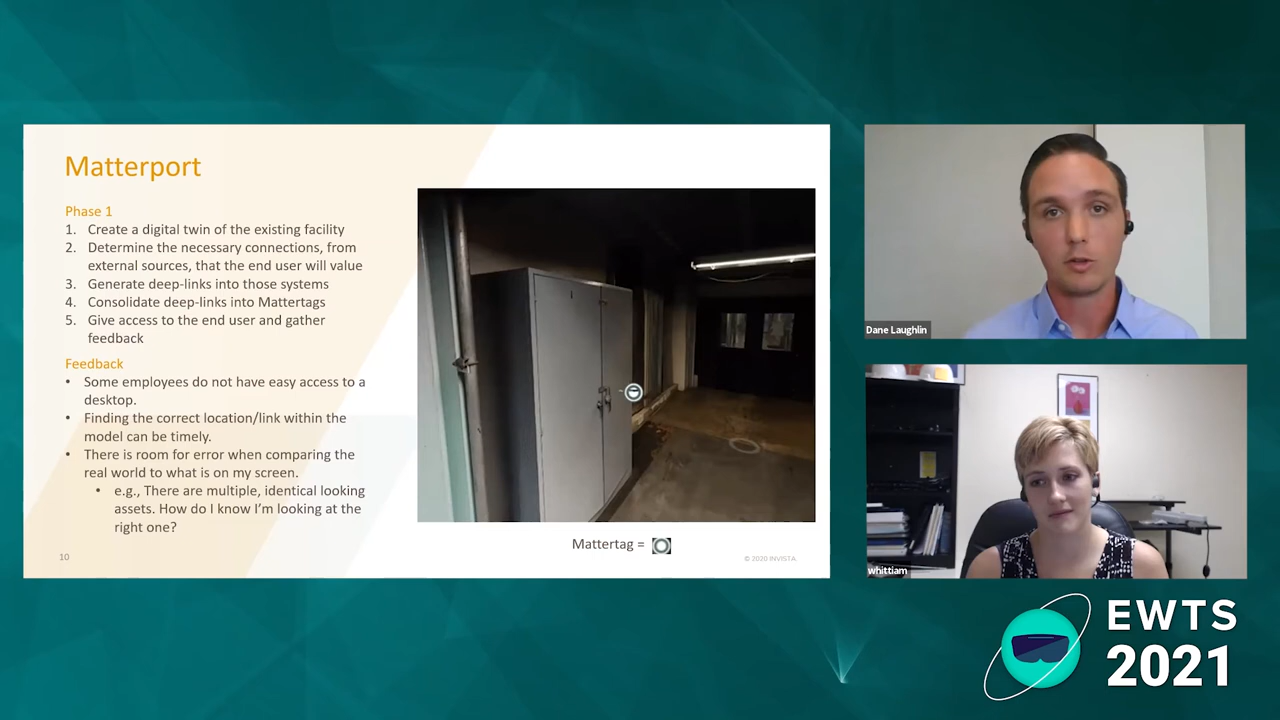 Matterport
Phase 1
1. Create a digital twin of the existing facility
2. Determine the necessary connections, from
external sources, that the end user will value
3. Generate deep-links into those systems
4. Consolidate deep-links into Mattertags
5. Give access to the end user and gather
feedback
Feedback
• Some employees do not have easy access to a
desktop.
• Finding the correct location/link within the
model can be timely.
• There is room for error when comparing the
real world to what is on my screen.
• e.g., There are multiple, identical looking
assets. How do I know I'm looking at the
right one?
Mattertag =
10
© 2020 INVISTA.
Dane Laughlin
whittiam
EWTS
2021